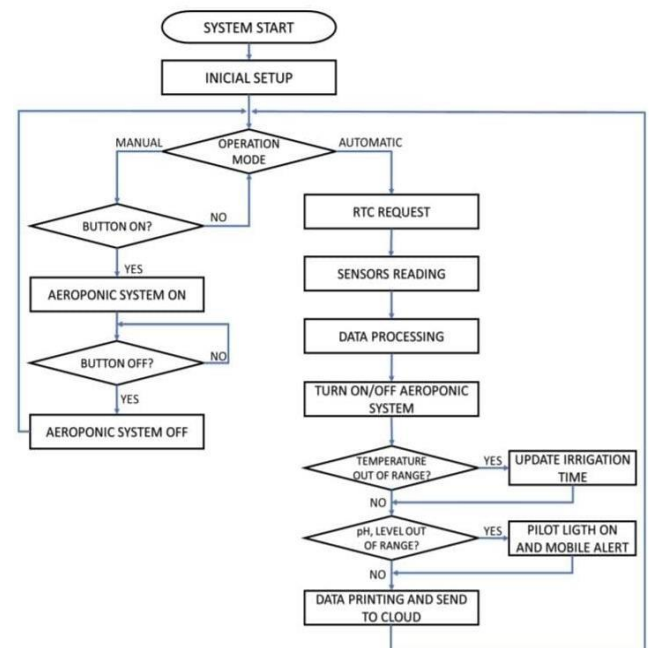 SYSTEM START
INICIAL SETUP
OPERATION
MODE
MANUAL
AUTOMATIC
BUTTON ON?
NO
YES
AEROPONIC SYSTEM ON
BUTTON OFF?
NO
YES
AEROPONIC SYSTEM OFF
RTC REQUEST
SENSORS READING
DATA PROCESSING
TURN ON/OFF AEROPONIC
SYSTEM
TEMPERATURE
OUT OF RANGE?
YES
UPDATE IRRIGATION
TIME
NO
pH, LEVEL OUT
OF RANGE?
YES
PILOT LIGTH ON
AND MOBILE ALERT
NO
DATA PRINTING AND SEND
TO CLOUD